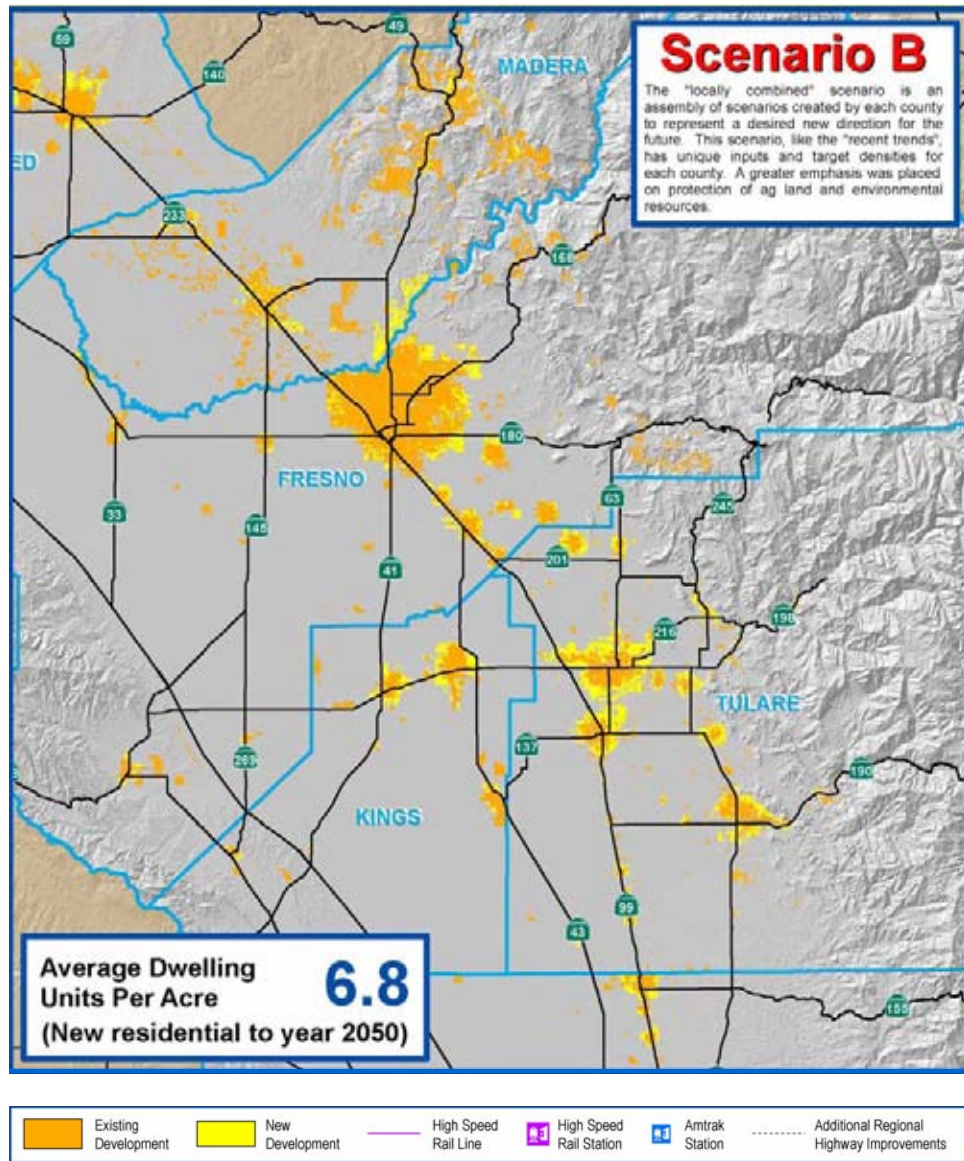 Scenario B
The "locally combined" scenario is an
assembly of scenarios created by each county
to represent a desired new direction for the
future. This scenario, like the "recent trends",
has unique inputs and target densities for
each county. A greater emphasis was placed
on protection of ag land and environmental
resources.
59
49
140
MADERA
ED
233
168
180
FRESNO
33
145
63
245
41
201
198
216
TULARE
137
269
190
KINGS
99
43
155
Average Dwelling
Units Per Acre
6.8
(New residential to year 2050)
Existing
Development
New
Development
High Speed
Rail Line
High Speed
Rail Station
Amtrak
Station
Additional Regional
Highway Improvements